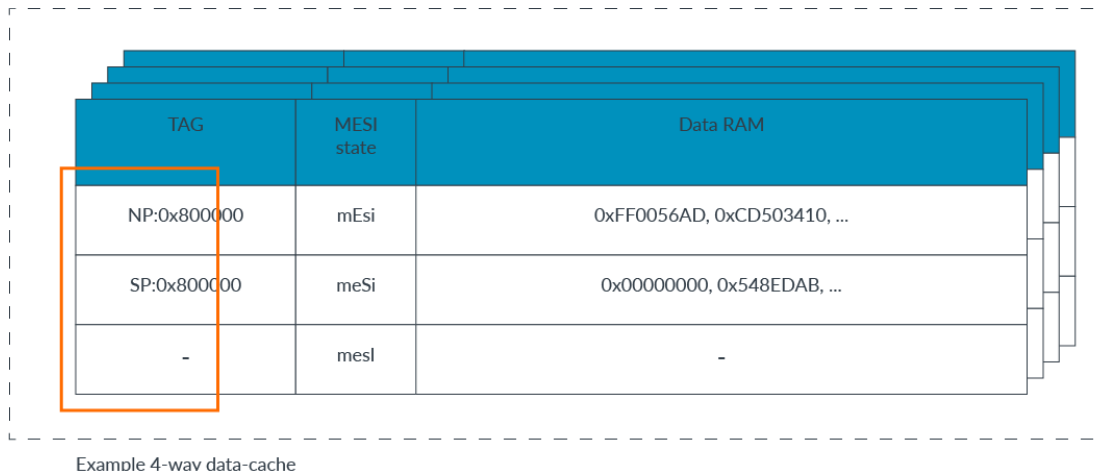 TAG
MESI
state
Data RAM
NP:0x800000
mEsi
0xFF0056AD, 0xCD503410, ...
SP:0x800000
meSi
0x00000000, 0x548EDAB, ...
-
mesI
-
Example 4-way data-cache